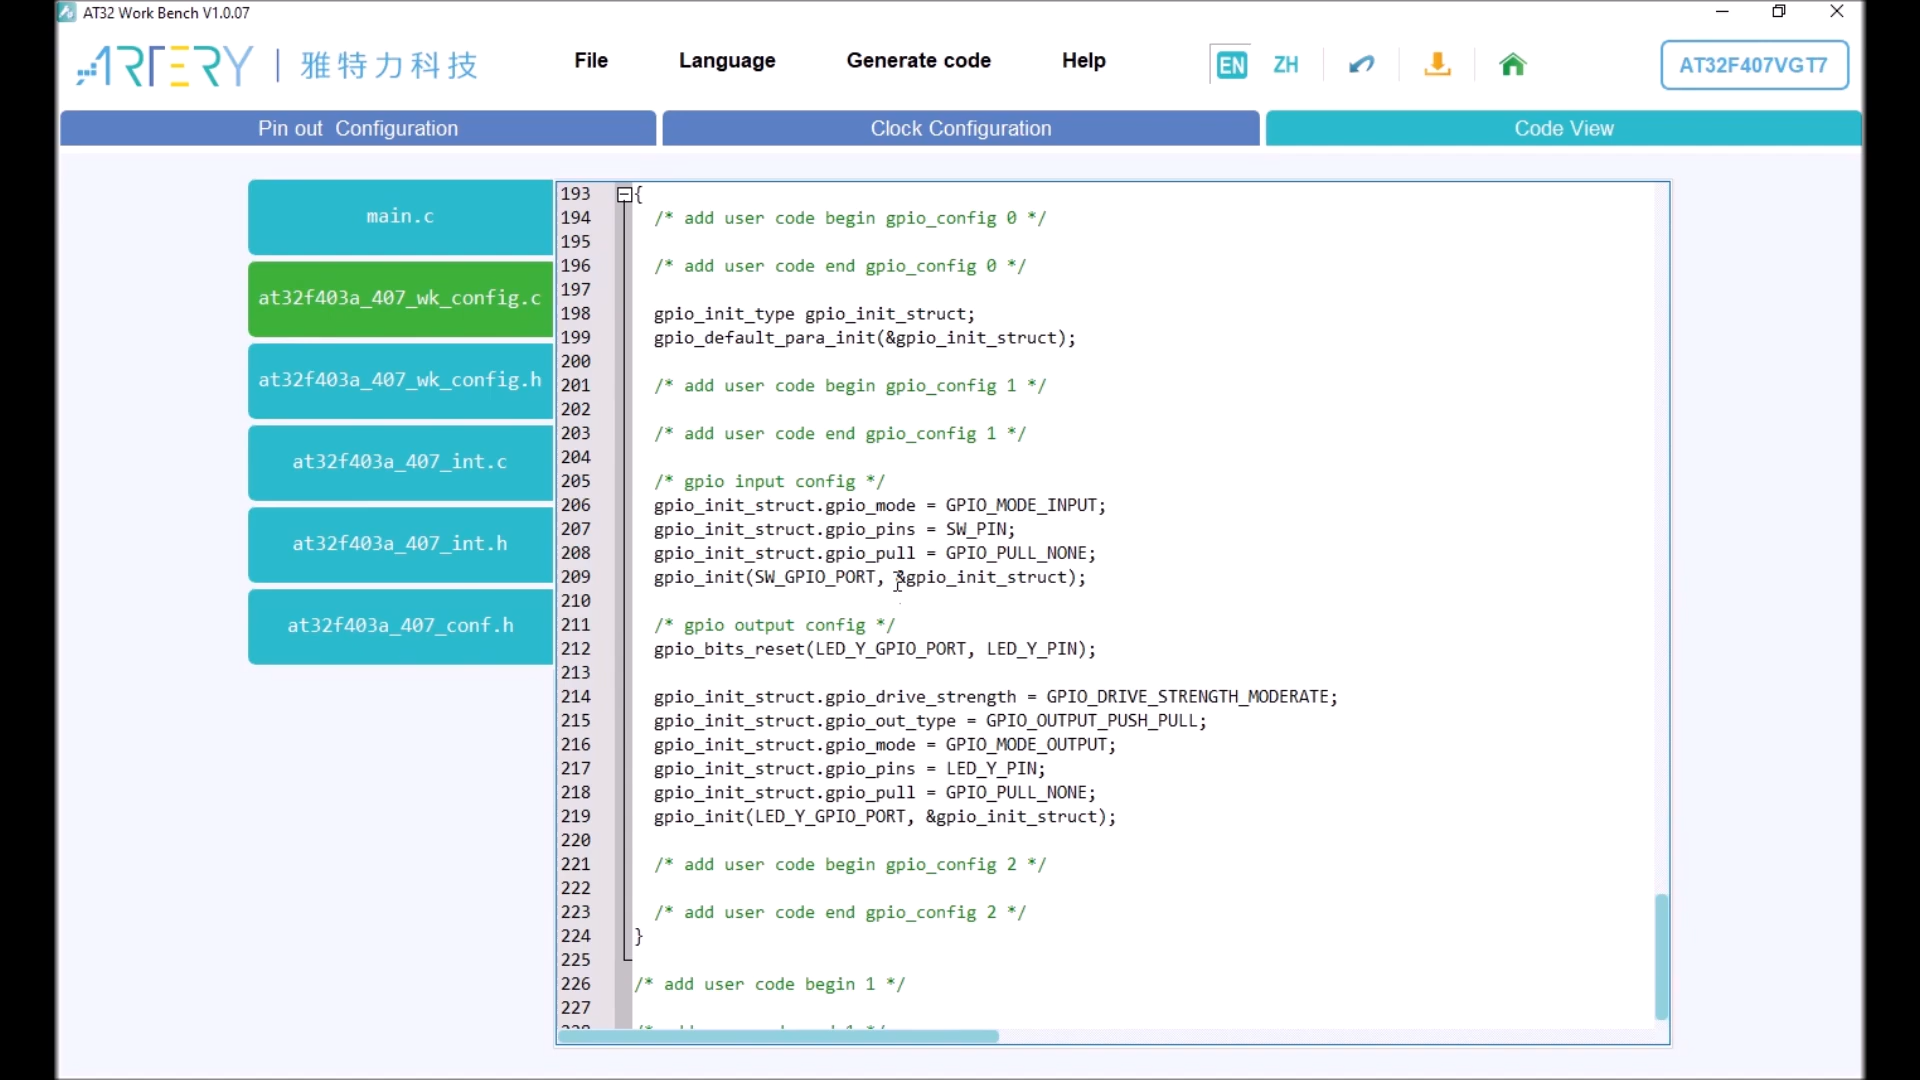 AT32 Work Bench V1.0.07
ARTERY 雅特力科技
File Language Generate code Help EN ZH AT32F407VGT7
Pin out Configuration Clock Configuration Code View
main.c
at32f403a_407_wk_config.c
at32f403a_407_wk_config.h
at32f403a_407_int.c
at32f403a_407_int.h
at32f403a_407_conf.h
193 {
194 /* add user code begin gpio_config 0 */
195
196 /* add user code end gpio_config 0 */
197
198 gpio_init_type gpio_init_struct;
199 gpio_default_para_init(&gpio_init_struct);
200
201 /* add user code begin gpio_config 1 */
202
203 /* add user code end gpio_config 1 */
204
205 /* gpio input config */
206 gpio_init_struct.gpio_mode = GPIO_MODE_INPUT;
207 gpio_init_struct.gpio_pins = SW_PIN;
208 gpio_init_struct.gpio_pull = GPIO_PULL_NONE;
209 gpio_init(SW_GPIO_PORT, &gpio_init_struct);
210
211 /* gpio output config */
212 gpio_bits_reset(LED_Y_GPIO_PORT, LED_Y_PIN);
213
214 gpio_init_struct.gpio_drive_strength = GPIO_DRIVE_STRENGTH_MODERATE;
215 gpio_init_struct.gpio_out_type = GPIO_OUTPUT_PUSH_PULL;
216 gpio_init_struct.gpio_mode = GPIO_MODE_OUTPUT;
217 gpio_init_struct.gpio_pins = LED_Y_PIN;
218 gpio_init_struct.gpio_pull = GPIO_PULL_NONE;
219 gpio_init(LED_Y_GPIO_PORT, &gpio_init_struct);
220
221 /* add user code begin gpio_config 2 */
222
223 /* add user code end gpio_config 2 */
224 }
225
226 /* add user code begin 1 */
227